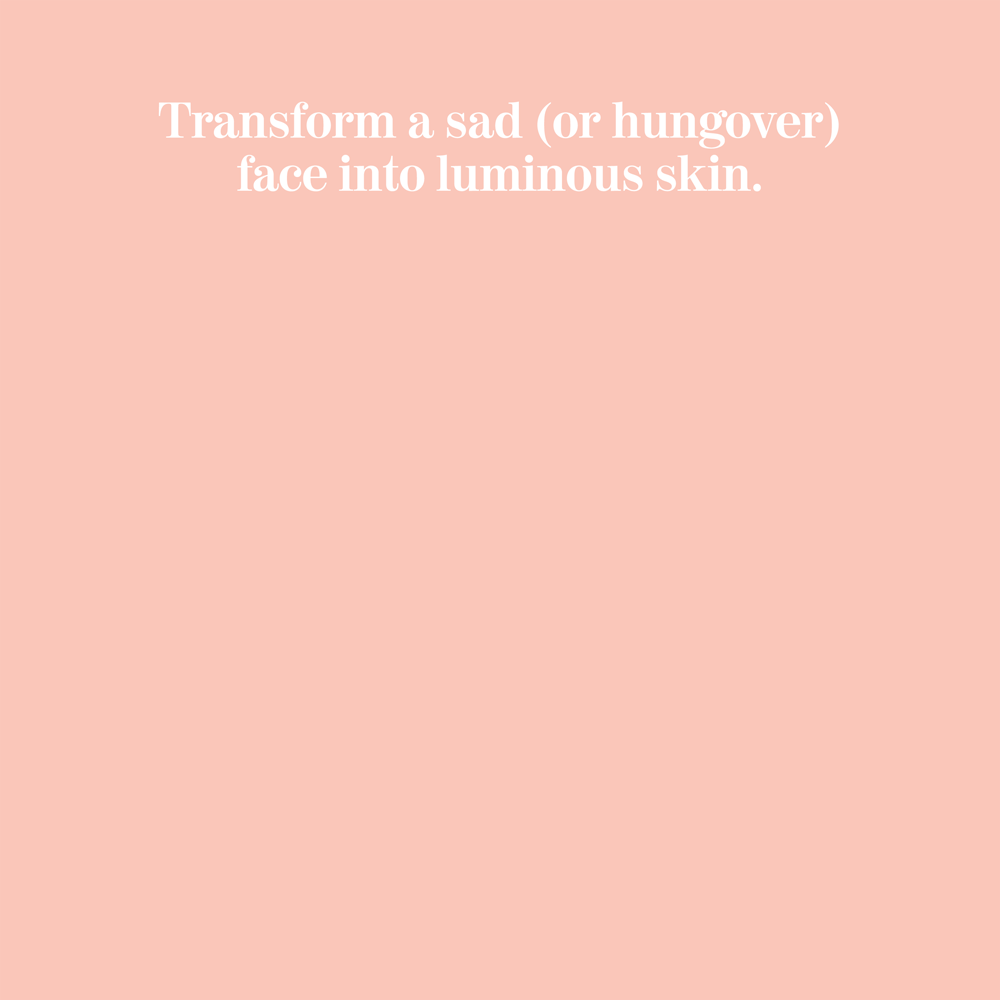 Transform a sad (or hungover)
face into luminous skin.